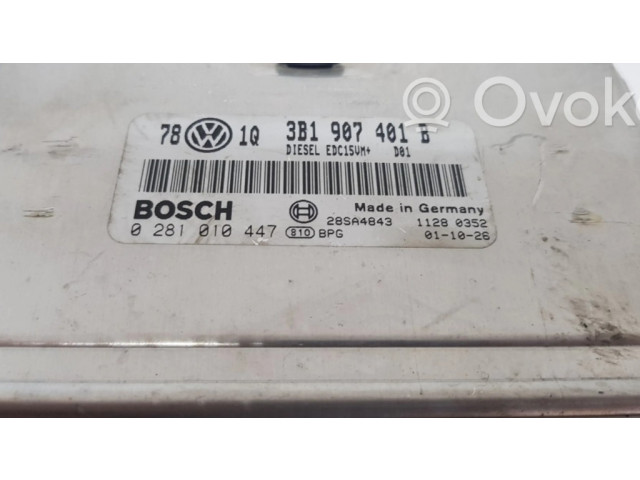 OVOKO
78 VW 1Q 3B1 907 401 B
DIESEL EDC15VM+ D01
BOSCH Made in Germany
28SA4843 1128 0352
0 281 010 447 810 BPG 01-10-26